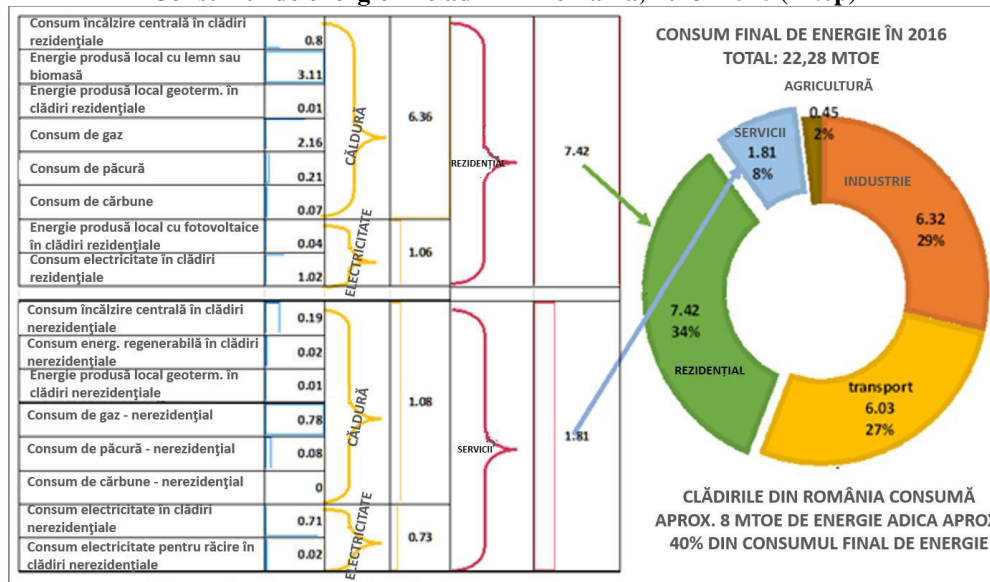 Consum încălzire centrală în clădiri
rezidențiale
0.8
Energie produsă local cu lemn sau
biomasă
3.11
Energie produsă local geoterm. în
clădiri rezidențiale
0.01
Consum de gaz
2.16
Consum de păcură
0.21
Consum de cărbune
0.07
CĂLDURĂ
6.36
Energie produsă local cu fotovoltaice
în clădiri rezidențiale
0.04
Consum electricitate în clădiri
rezidențiale
1.02
ELECTRICITATE
1.06
REZIDENȚIAL
7.42
Consum încălzire centrală în clădiri
nerezidențiale
0.19
Consum energ. regenerabilă în clădiri
nerezidențiale
0.02
Energie produsă local geoterm. în
clădiri nerezidențiale
0.01
Consum de gaz - nerezidențial
0.78
Consum de păcură - nerezidențial
0.08
Consum de cărbune - nerezidențial
0
CĂLDURĂ
1.08
Consum electricitate în clădiri
nerezidențiale
0.71
Consum electricitate pentru răcire în
clădiri nerezidențiale
0.02
ELECTRICITATE
0.73
SERVICII
1.81
CONSUM FINAL DE ENERGIE ÎN 2016
TOTAL: 22,28 MTOE
AGRICULTURĂ
0.45
2%
SERVICII
1.81
8%
INDUSTRIE
6.32
29%
7.42
34%
REZIDENȚIAL
transport
6.03
27%
CLĂDIRILE DIN ROMÂNIA CONSUMĂ
APROX. 8 MTOE DE ENERGIE ADICA APROX
40% DIN CONSUMUL FINAL DE ENERGIE